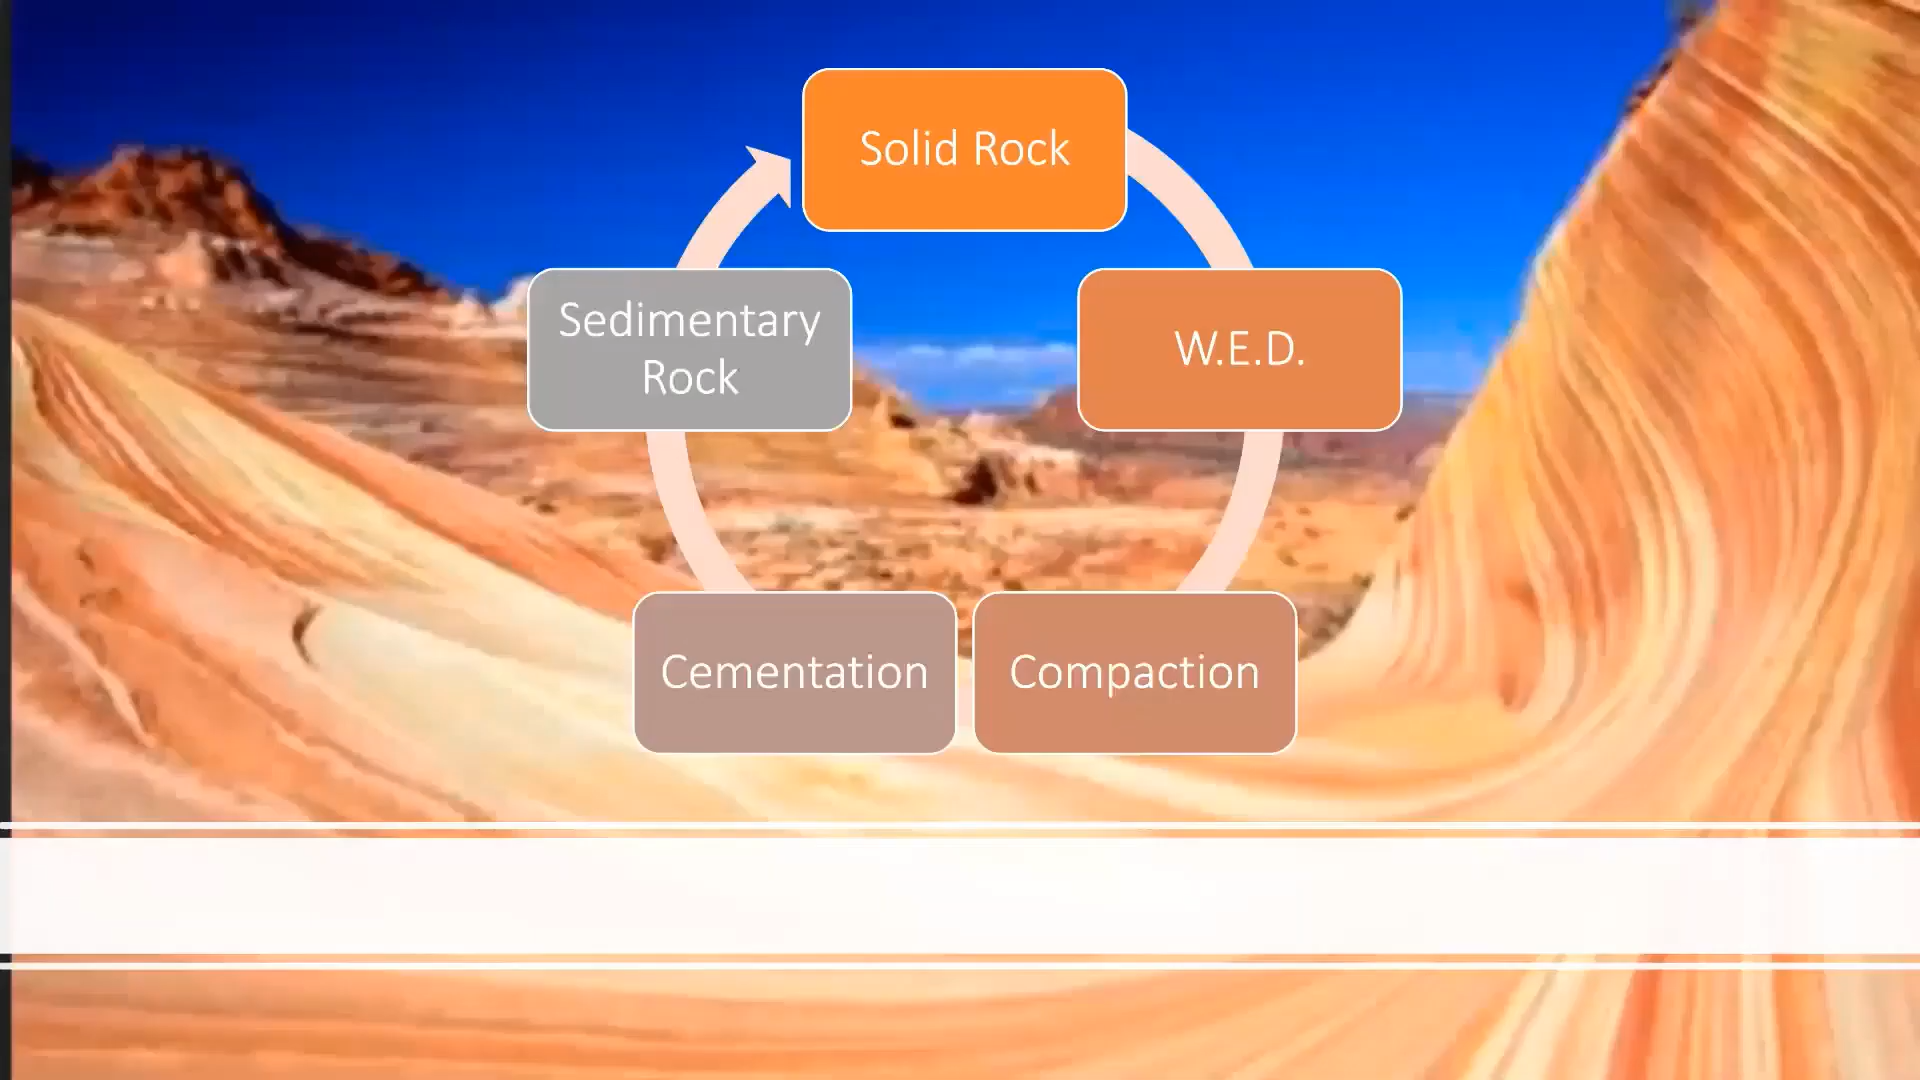 Solid Rock
W.E.D.
Compaction
Cementation
Sedimentary
Rock